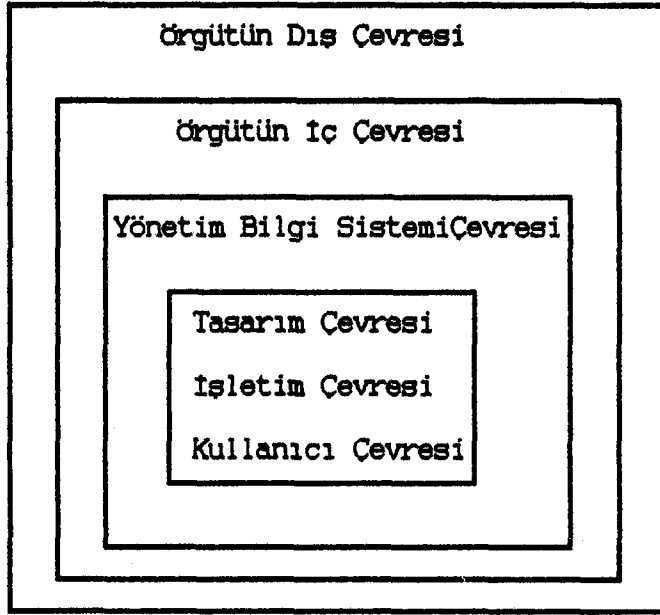 Örgütün Dış Çevresi
Örgütün İç Çevresi
Yönetim Bilgi SistemiÇevresi
Tasarım Çevresi
İşletim Çevresi
Kullanıcı Çevresi